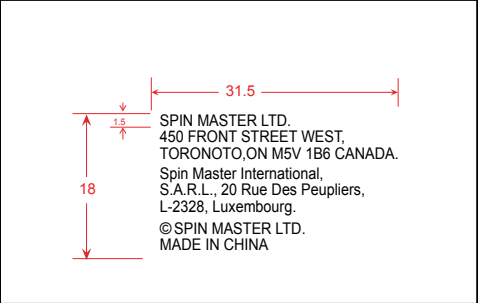 31.5
1.5
18
SPIN MASTER LTD.
450 FRONT STREET WEST,
TORONOTO,ON M5V 1B6 CANADA.
Spin Master International,
S.A.R.L., 20 Rue Des Peupliers,
L-2328, Luxembourg.
© SPIN MASTER LTD.
MADE IN CHINA